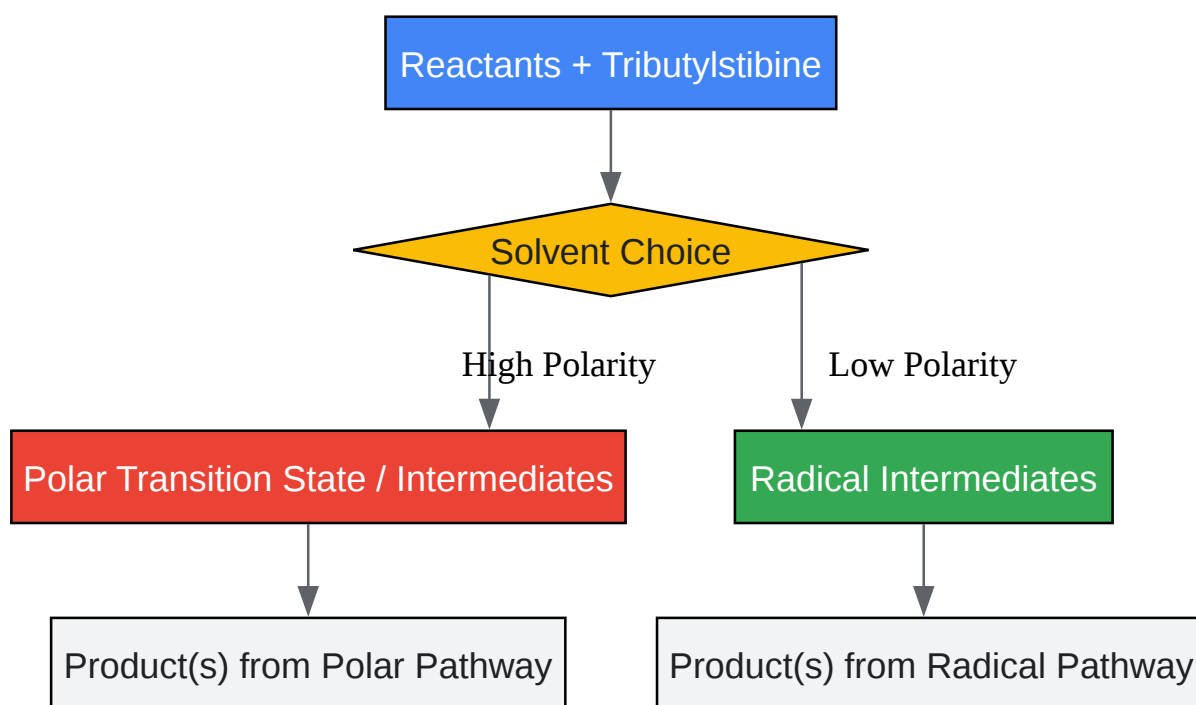 Reactants + Tributylstibine
Solvent Choice
High Polarity
Low Polarity
Polar Transition State / Intermediates
Radical Intermediates
Product(s) from Polar Pathway
Product(s) from Radical Pathway